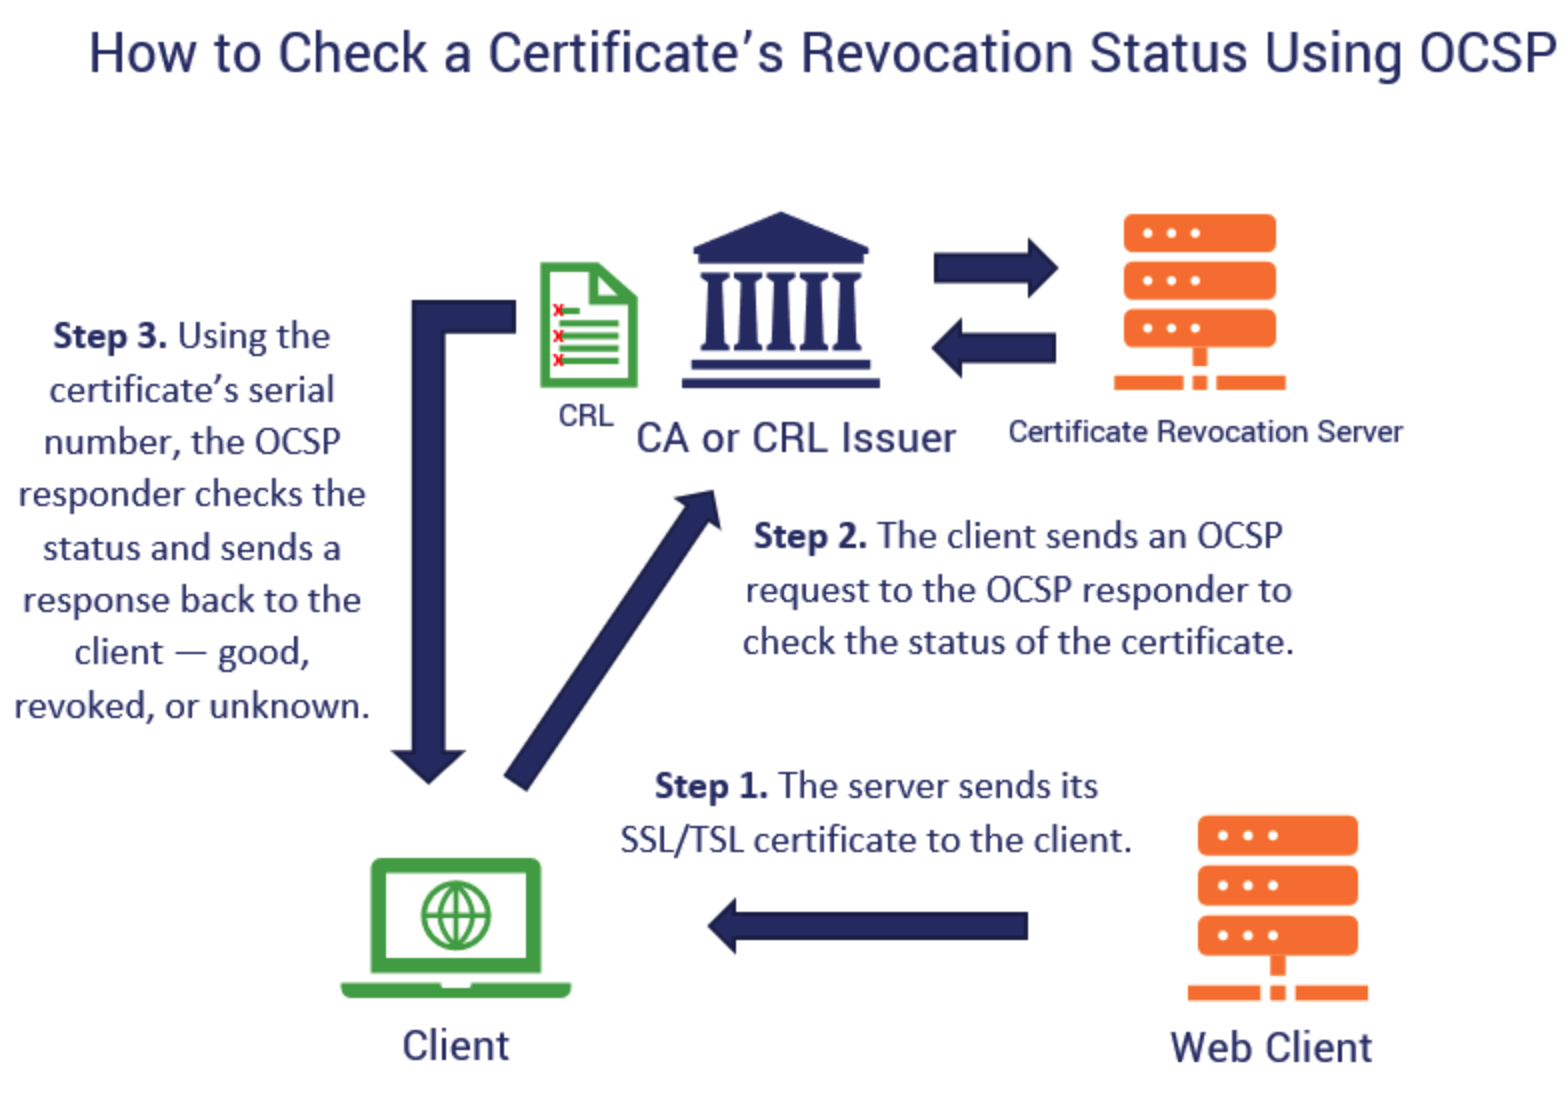 How to Check a Certificate’s Revocation Status Using OCSP
Step 3. Using the
certificate’s serial
number, the OCSP
responder checks the
status and sends a
response back to the
client — good,
revoked, or unknown.
CRL
CA or CRL Issuer
Certificate Revocation Server
Step 2. The client sends an OCSP
request to the OCSP responder to
check the status of the certificate.
Step 1. The server sends its
SSL/TSL certificate to the client.
Client
Web Client